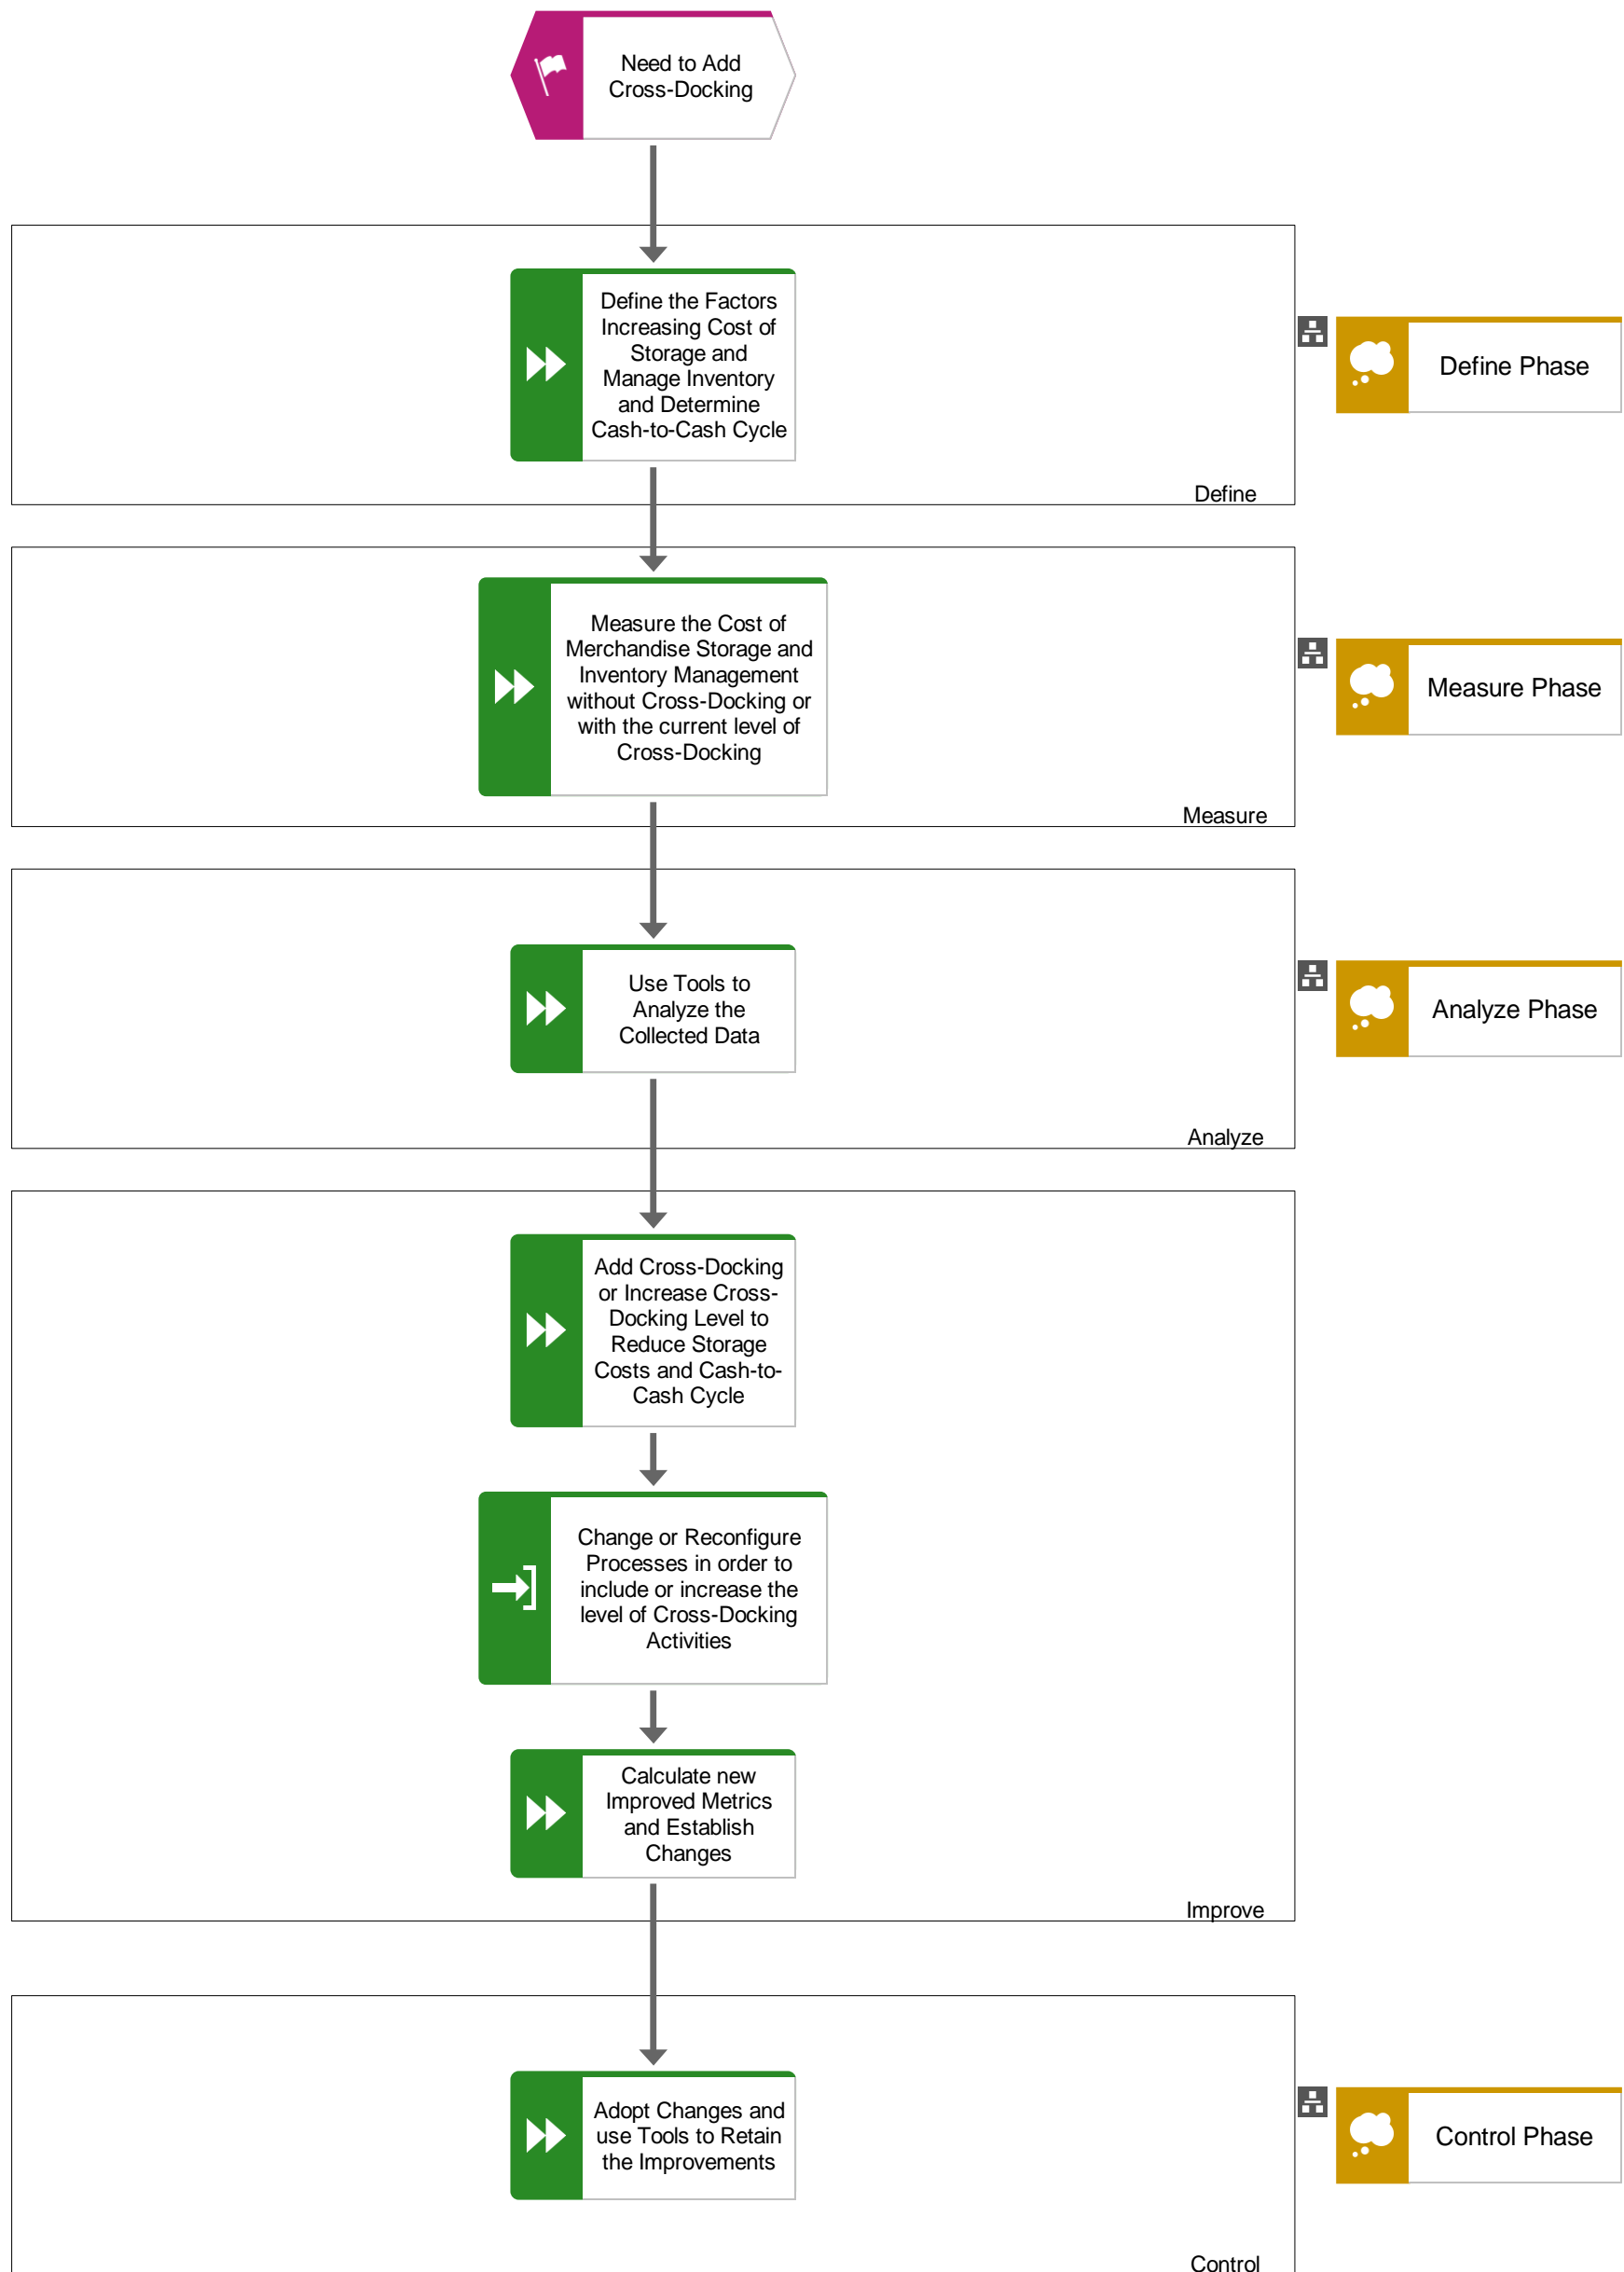 Need to Add
Cross-Docking
Define the Factors
Increasing Cost of
Storage and
Manage Inventory
and Determine
Cash-to-Cash Cycle
Define Phase
Define
Measure the Cost of
Merchandise Storage and
Inventory Management
without Cross-Docking or
with the current level of
Cross-Docking
Measure Phase
Measure
Use Tools to
Analyze the
Collected Data
Analyze Phase
Analyze
Add Cross-Docking
or Increase Cross-
Docking Level to
Reduce Storage
Costs and Cash-to-
Cash Cycle
Change or Reconfigure
Processes in order to
include or increase the
level of Cross-Docking
Activities
Calculate new
Improved Metrics
and Establish
Changes
Improve
Adopt Changes and
use Tools to Retain
the Improvements
Control Phase
Control